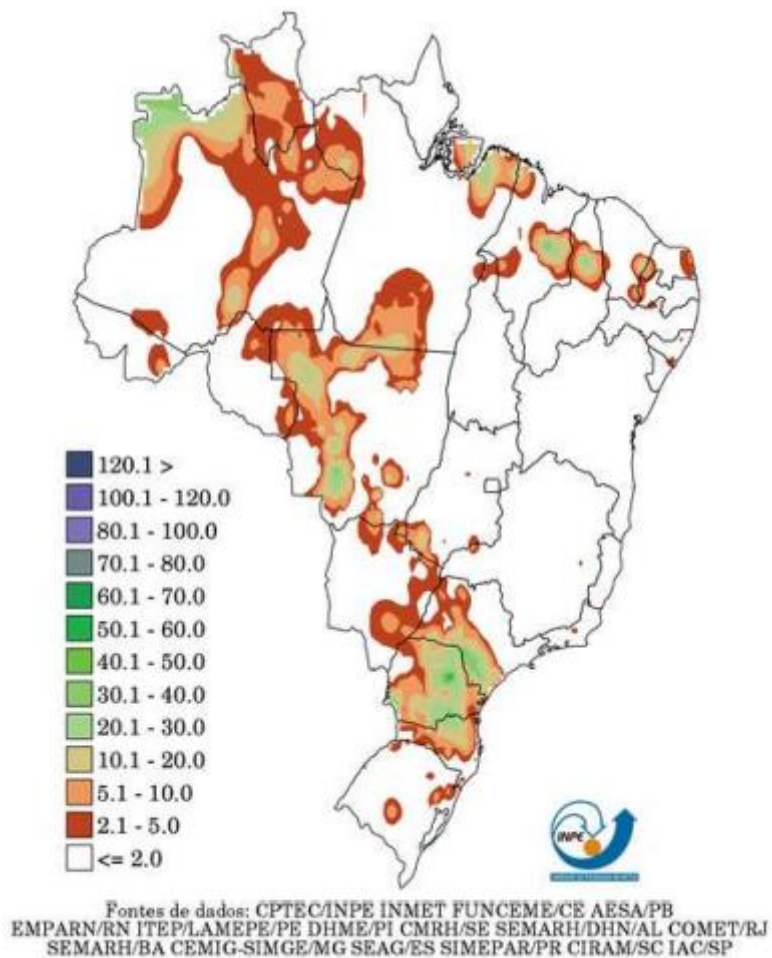 120.1 >
100.1 - 120.0
80.1 - 100.0
70.1 - 80.0
60.1 - 70.0
50.1 - 60.0
40.1 - 50.0
30.1 - 40.0
20.1 - 30.0
10.1 - 20.0
5.1 - 10.0
2.1 - 5.0
<= 2.0
INPE
Fontes de dados: CPTEC/INPE INMET FUNCEME/CE AESA/PB
EMPARN/RN ITEP/LAMEPE/PE DHME/PI CMRH/SE SEMARH/DHN/AL COMET/RJ
SEMARH/BA CEMIG-SIMGE/MG SEAG/ES SIMEPAR/PR CIRAM/SC IAC/SP